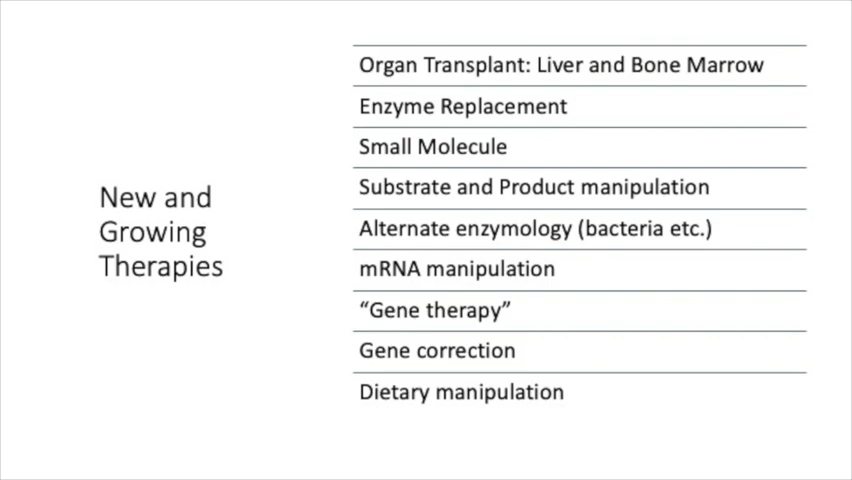 New and
Growing
Therapies
Organ Transplant: Liver and Bone Marrow
Enzyme Replacement
Small Molecule
Substrate and Product manipulation
Alternate enzymology (bacteria etc.)
mRNA manipulation
“Gene therapy”
Gene correction
Dietary manipulation